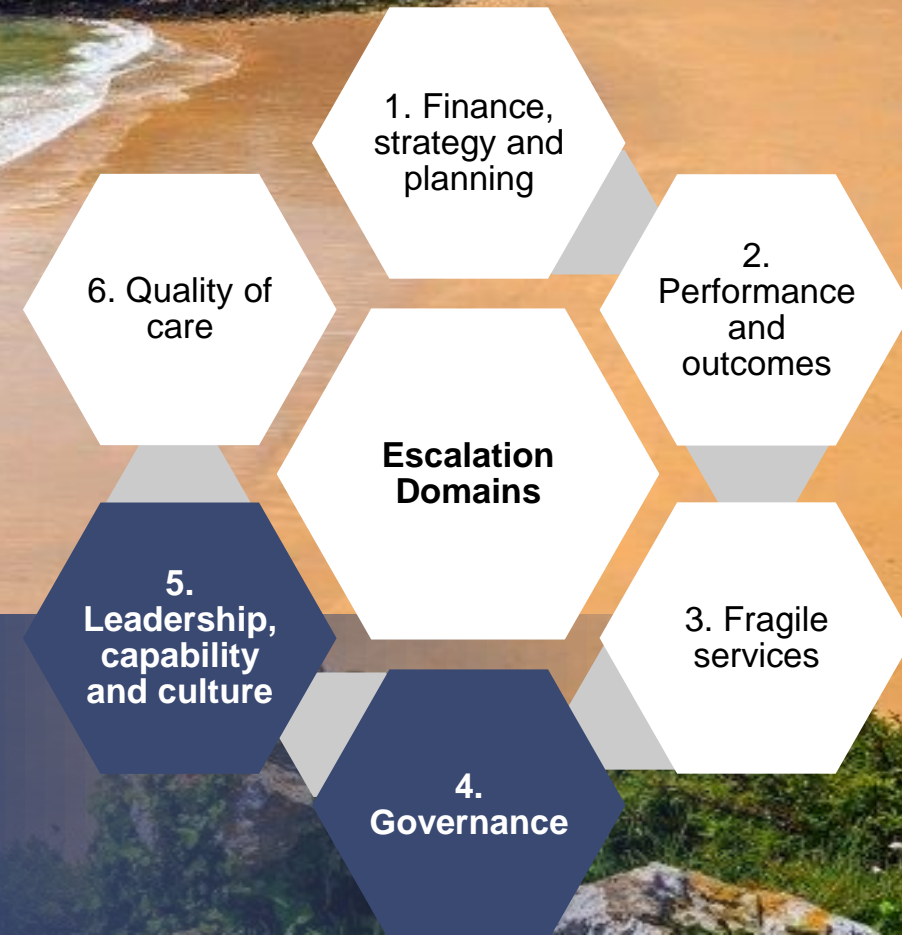 1. Finance,
strategy and
planning
2.
Performance
and
outcomes
3. Fragile
services
4.
Governance
5.
Leadership,
capability
and culture
6. Quality of
care
Escalation
Domains